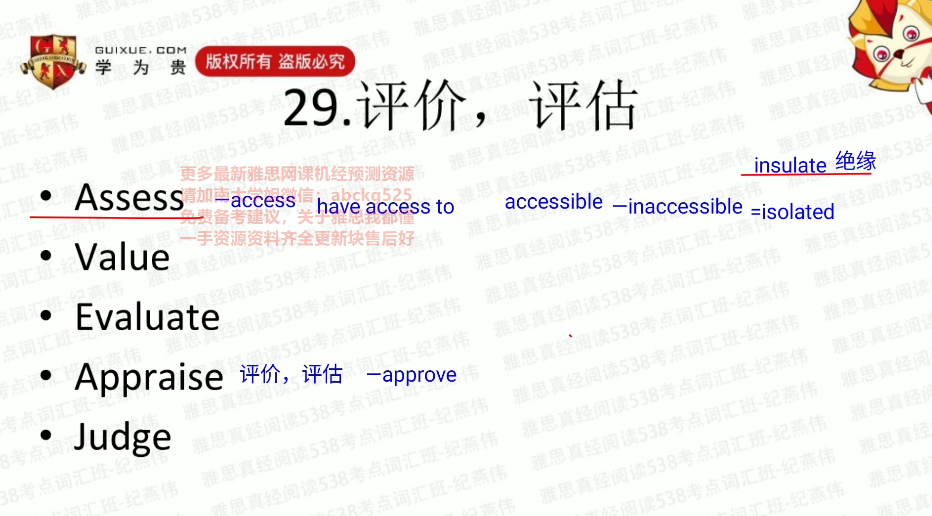 GUIXUE.COM
学为贵
版权所有 盗版必究
29.评价，评估
更多最新雅思网课机经预测资源
请加南大学姐微信：abckg525
免费备考建议，关于雅思我都懂
一手资源资料齐全更新块售后好
insulate 绝缘
• Assess —access have access to accessible —inaccessible =isolated
• Value
• Evaluate
• Appraise 评价，评估 —approve
• Judge
雅思真经阅读538考点词汇班-纪燕伟